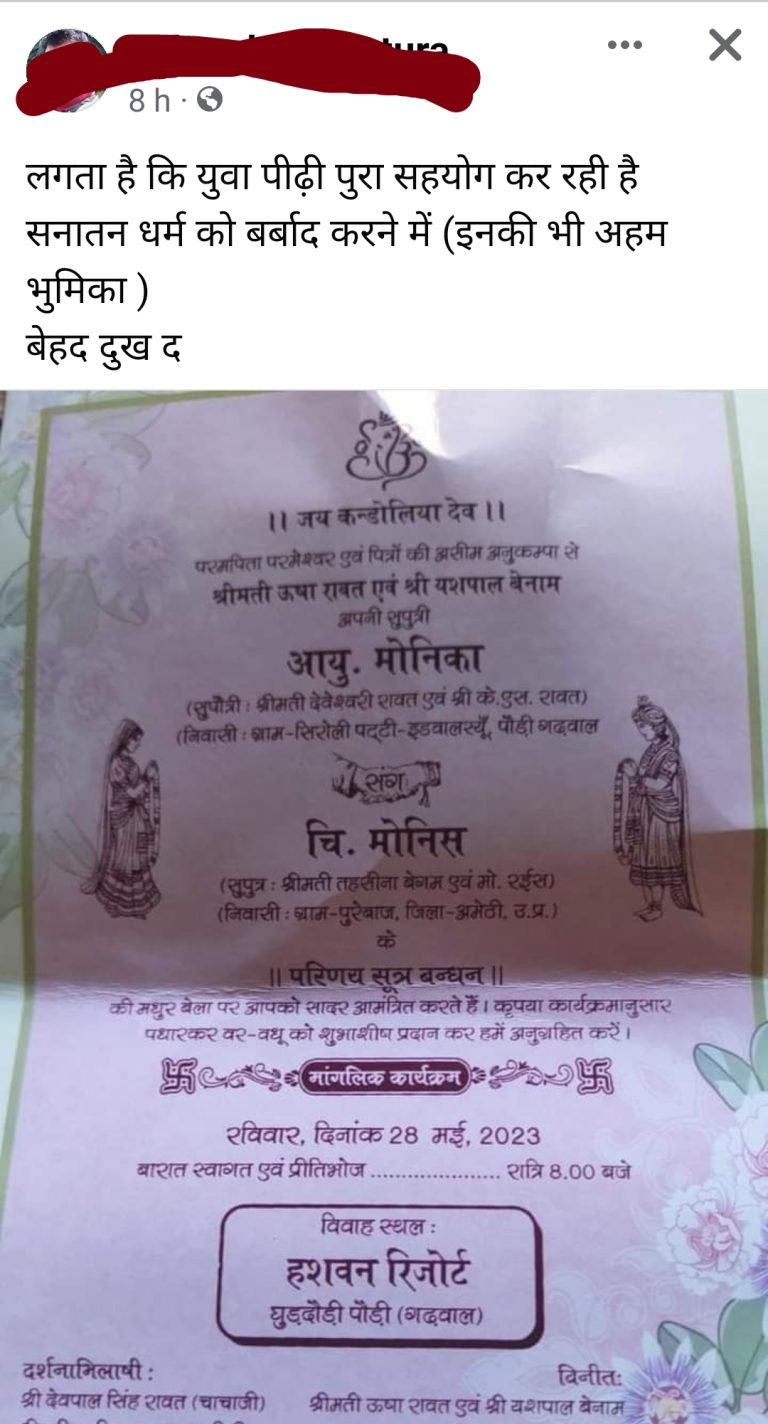 8 h
लगता है कि युवा पीढ़ी पुरा सहयोग कर रही है
सनातन धर्म को बर्बाद करने में (इनकी भी अहम
भुमिका )
बेहद दुख द
।। जय कन्डोलिया देव ।।
परमपिता परमेश्वर एवं पित्रों की असीम अनुकम्पा से
श्रीमती ऊषा रावत एवं श्री यशपाल बेनाम
अपनी सुपुत्री
आयु. मोनिका
(सुपौत्री : श्रीमती देवेश्वरी रावत एवं श्री के.एस. रावत)
(निवासी : ग्राम-सिरोली पट्टी-इडवालस्यूँ, पौड़ी गढ़वाल
संग
चि. मोनिस
(सुपुत्र : श्रीमती तहसीना बेगम एवं मो. रईस)
(निवासी : ग्राम-पुरेबाज, जिला-अमेठी, उ.प्र.)
के
।। परिणय सूत्र बन्धन ।।
की मधुर बेला पर आपको सादर आमंत्रित करते हैं। कृपया कार्यक्रमानुसार
पधारकर वर-वधू को शुभाशीष प्रदान कर हमें अनुग्रहित करें।
मांगलिक कार्यक्रम
रविवार, दिनांक 28 मई, 2023
बारात स्वागत एवं प्रीतिभोज .................... रात्रि 8.00 बजे
विवाह स्थल :
हशवन रिजोर्ट
घुड़दौड़ी पौड़ी (गढ़वाल)
दर्शनाभिलाषी :
श्री देवपाल सिंह रावत (चाचाजी)
विनीत:
श्रीमती ऊषा रावत एवं श्री यशपाल बेनाम